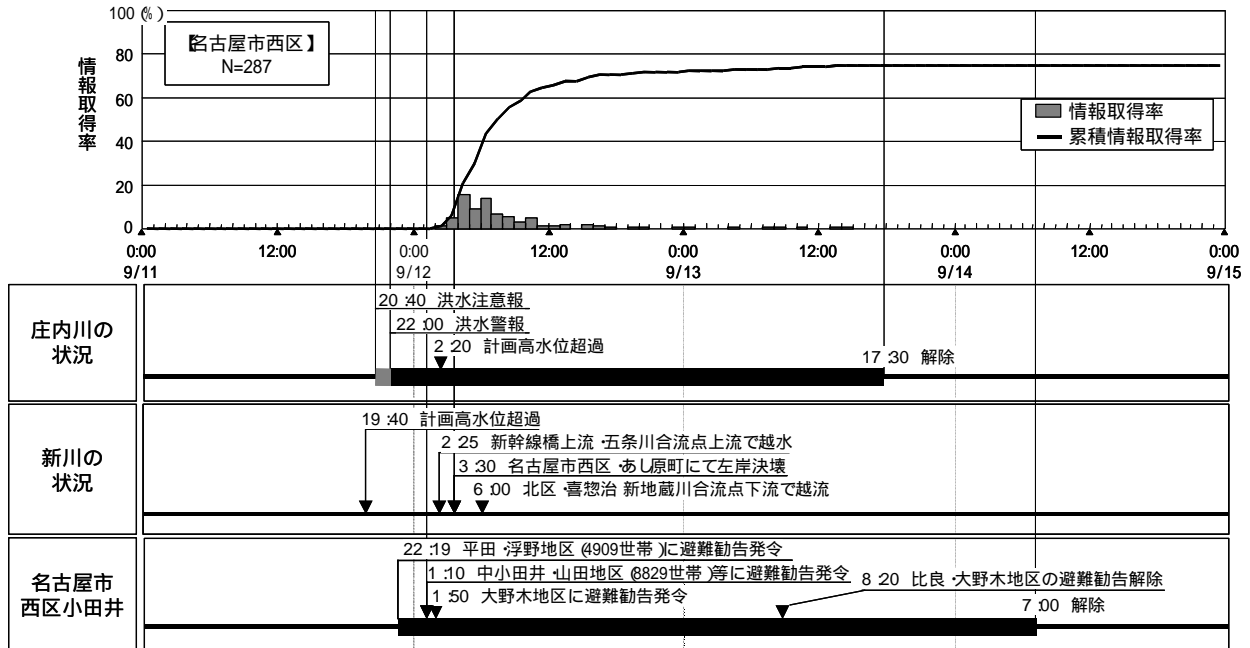 100 (%)
80
60
40
20
0
情報取得率
【名古屋市西区】
N=287
情報取得率
累積情報取得率
0:00 12:00 0:00 12:00 0:00 12:00 0:00 12:00 0:00
9/11 9/12 9/13 9/14 9/15
庄内川の
状況
20:40 洪水注意報
22:00 洪水警報
2:20 計画高水位超過
17:30 解除
新川の
状況
19:40 計画高水位超過
2:25 新幹線橋上流・五条川合流点上流で越水
3:30 名古屋市西区・あし原町にて左岸決壊
6:00 北区・喜惣治 新地蔵川合流点下流で越流
名古屋市
西区小田井
22:19 平田・浮野地区(4909世帯)に避難勧告発令
1:10 中小田井・山田地区(8829世帯)等に避難勧告発令
1:50 大野木地区に避難勧告発令
8:20 比良・大野木地区の避難勧告解除
7:00 解除